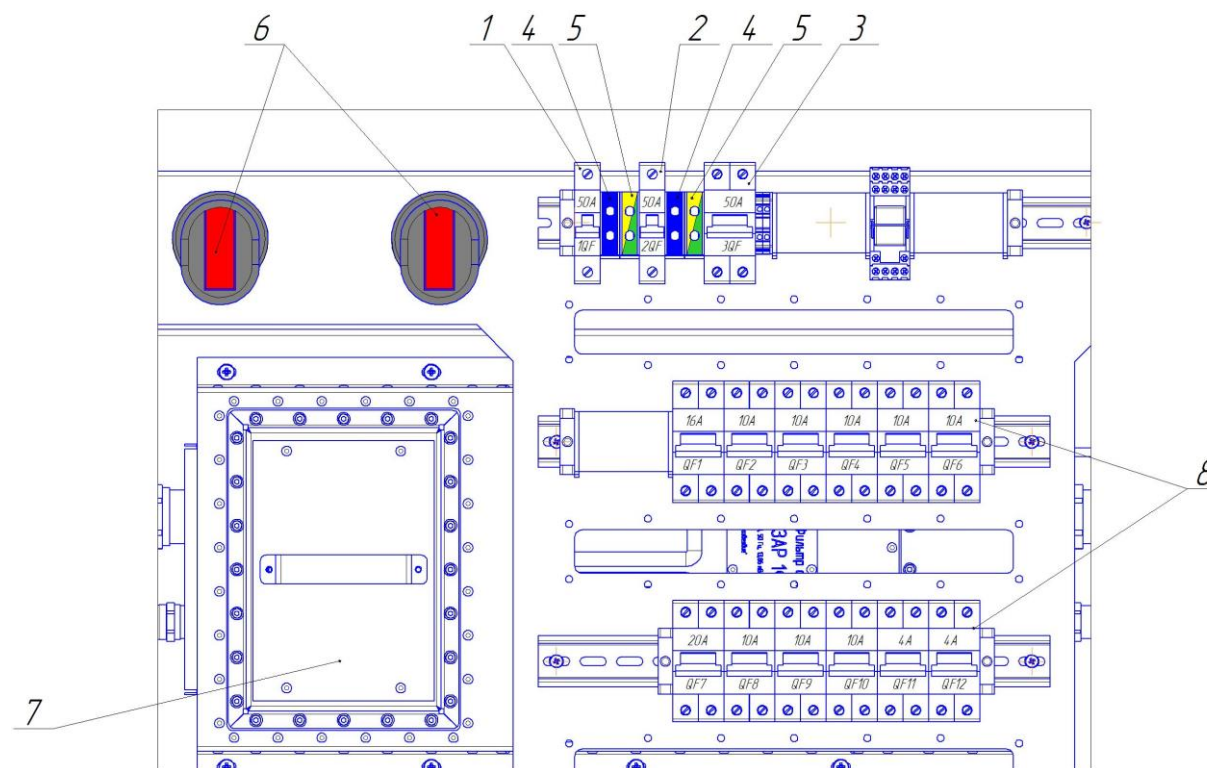 6 1 4 5 2 4 5 3
50A 50A 50A
1QF 2QF 3QF
16A 10A 10A 10A 10A 10A
QF1 QF2 QF3 QF4 QF5 QF6
8
Фильтр
ЗАР
20A 10A 10A 10A 4A 4A
QF7 QF8 QF9 QF10 QF11 QF12
7